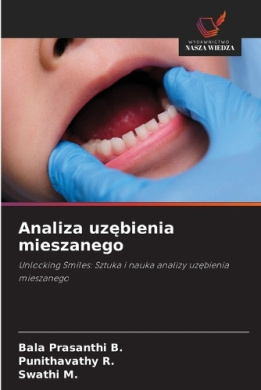 WYDAWNICTWO
NASZA WIEDZA
Analiza uzębienia
mieszanego
Unlocking Smiles: Sztuka i nauka analizy uzębienia
mieszanego
Bala Prasanthi B.
Punithavathy R.
Swathi M.